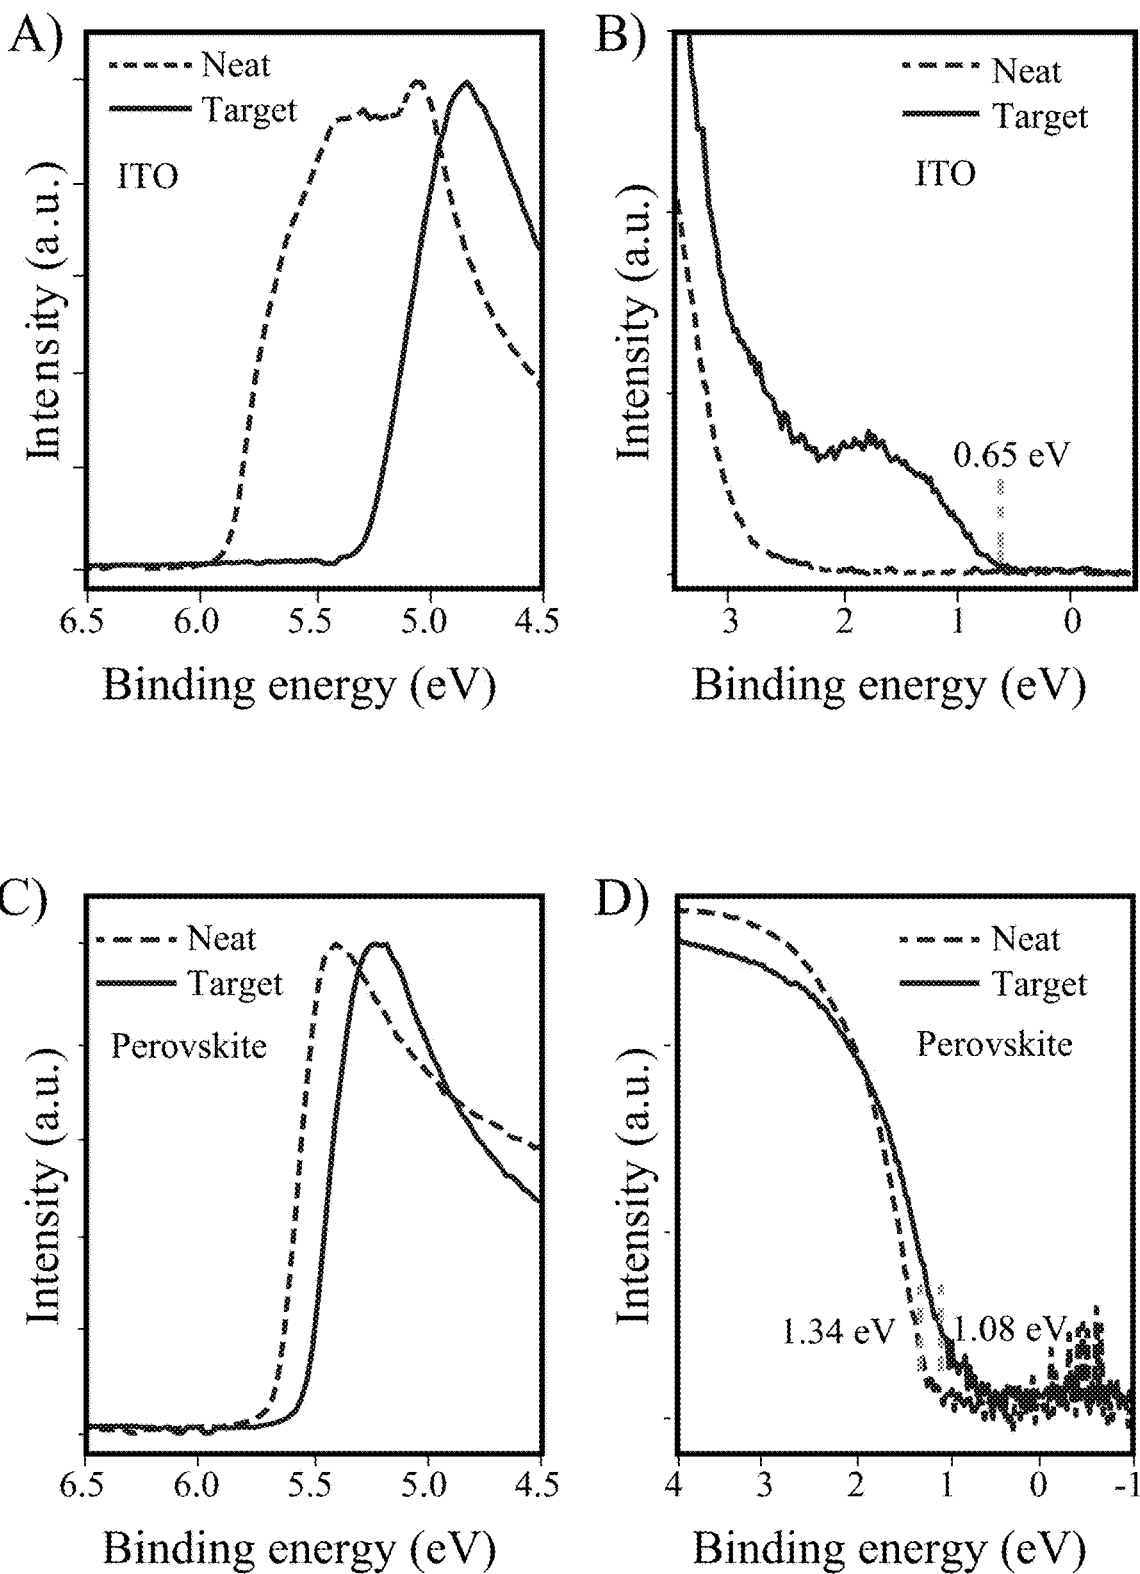 A)
Neat
Target
ITO
Intensity (a.u.)
6.5 6.0 5.5 5.0 4.5
Binding energy (eV)
B)
Neat
Target
ITO
0.65 eV
Intensity (a.u.)
3 2 1 0
Binding energy (eV)
C)
Neat
Target
Perovskite
Intensity (a.u.)
6.5 6.0 5.5 5.0 4.5
Binding energy (eV)
D)
Neat
Target
Perovskite
1.34 eV 1.08 eV
Intensity (a.u.)
4 3 2 1 0 -1
Binding energy (eV)